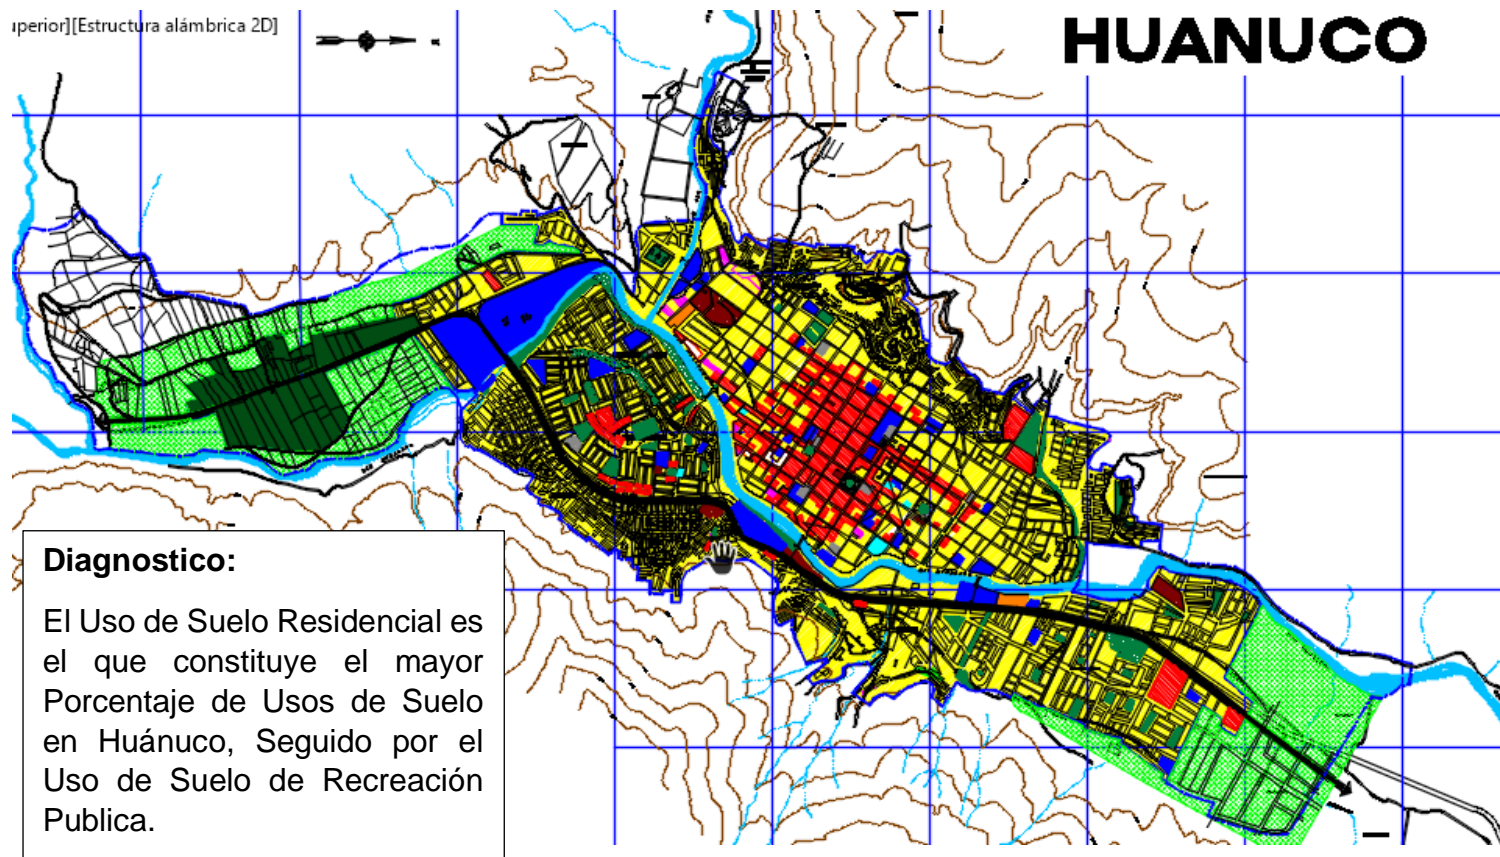 uperior][Estructura alámbrica 2D]
HUANUCO
Diagnostico:
El Uso de Suelo Residencial es
el que constituye el mayor
Porcentaje de Usos de Suelo
en Huánuco, Seguido por el
Uso de Suelo de Recreación
Publica.